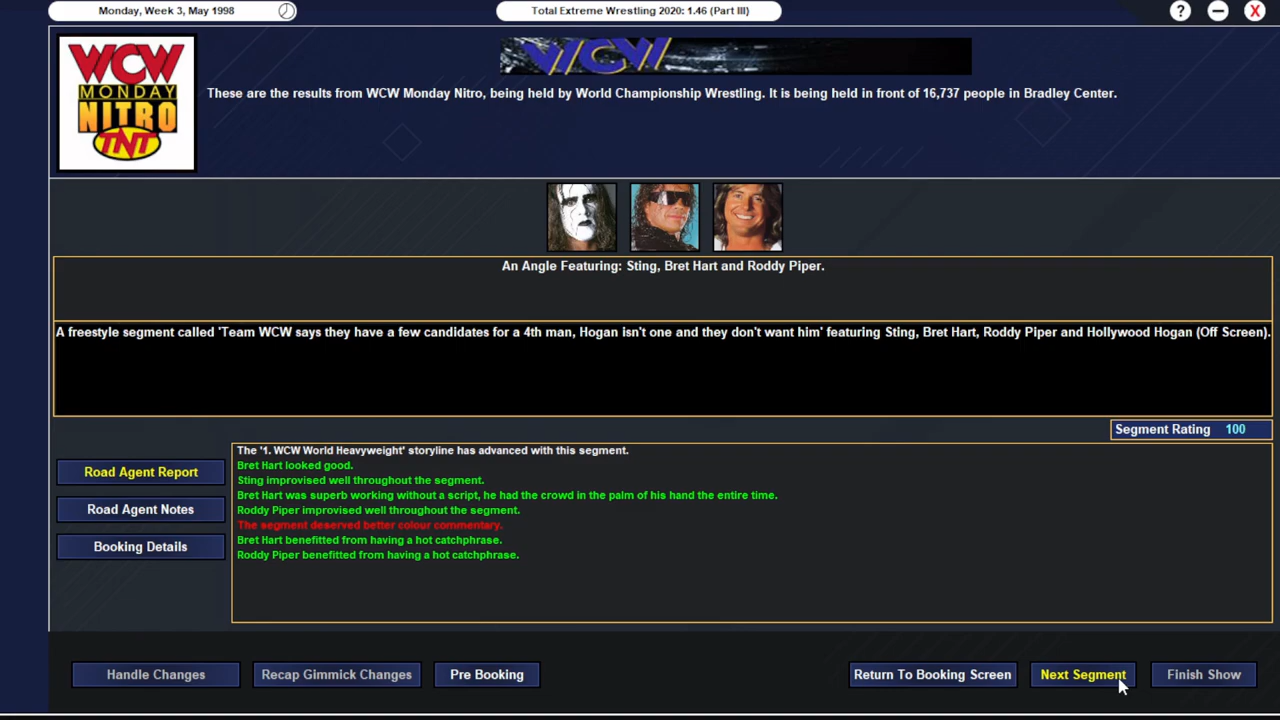 Monday, Week 3, May 1998
Total Extreme Wrestling 2020: 1.46 (Part III)
?
X
WCW
MONDAY
NITRO
TNT
WCW
These are the results from WCW Monday Nitro, being held by World Championship Wrestling. It is being held in front of 16,737 people in Bradley Center.
An Angle Featuring: Sting, Bret Hart and Roddy Piper.
A freestyle segment called 'Team WCW says they have a few candidates for a 4th man, Hogan isn't one and they don't want him' featuring Sting, Bret Hart, Roddy Piper and Hollywood Hogan (Off Screen).
Segment Rating 100
Road Agent Report
Road Agent Notes
Booking Details
The '1. WCW World Heavyweight' storyline has advanced with this segment.
Bret Hart looked good.
Sting improvised well throughout the segment.
Bret Hart was superb working without a script, he had the crowd in the palm of his hand the entire time.
Roddy Piper improvised well throughout the segment.
The segment deserved better colour commentary.
Bret Hart benefitted from having a hot catchphrase.
Roddy Piper benefitted from having a hot catchphrase.
Handle Changes
Recap Gimmick Changes
Pre Booking
Return To Booking Screen
Next Segment
Finish Show